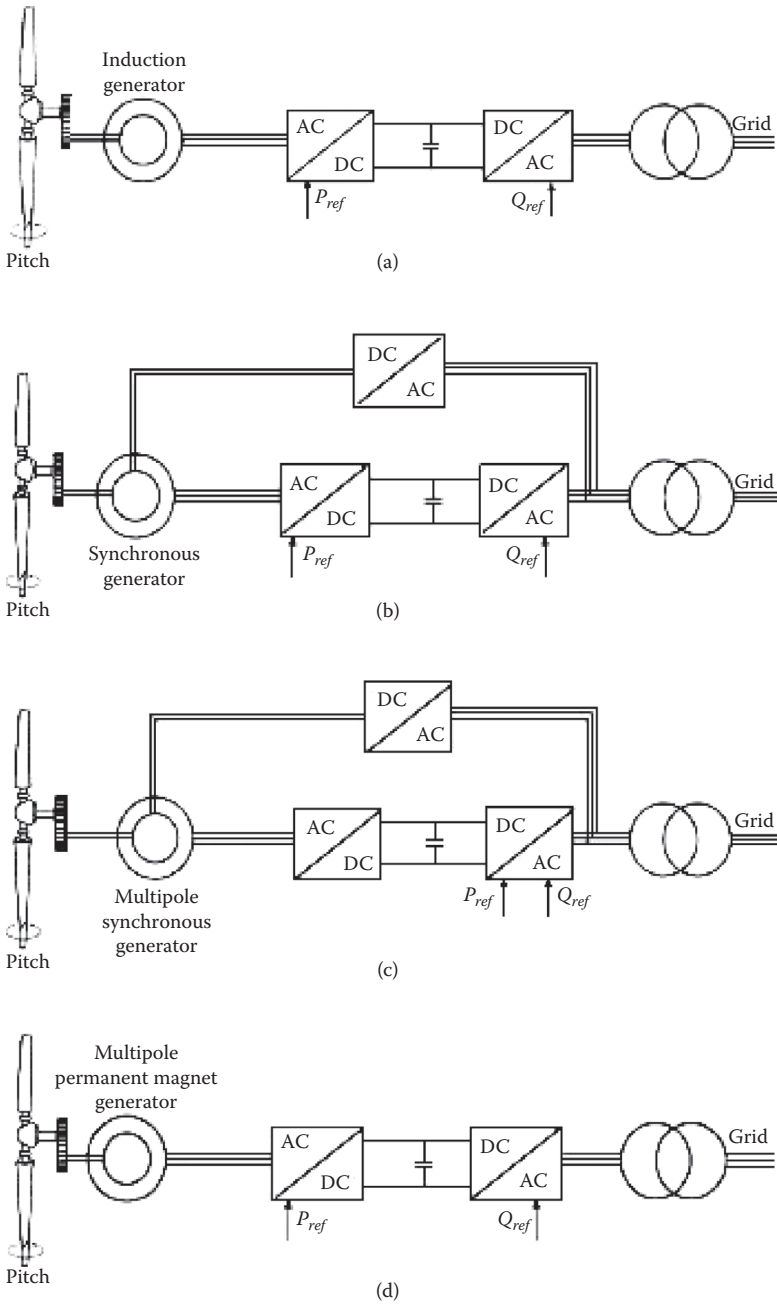 Induction
generator
AC
DC
DC
AC
Grid
P_ref
Q_ref
Pitch
(a)
DC
AC
AC
DC
DC
AC
Grid
Synchronous
generator
P_ref
Q_ref
Pitch
(b)
DC
AC
AC
DC
DC
AC
Grid
Multipole
synchronous
generator
P_ref
Q_ref
Pitch
(c)
Multipole
permanent magnet
generator
AC
DC
DC
AC
Grid
P_ref
Q_ref
Pitch
(d)